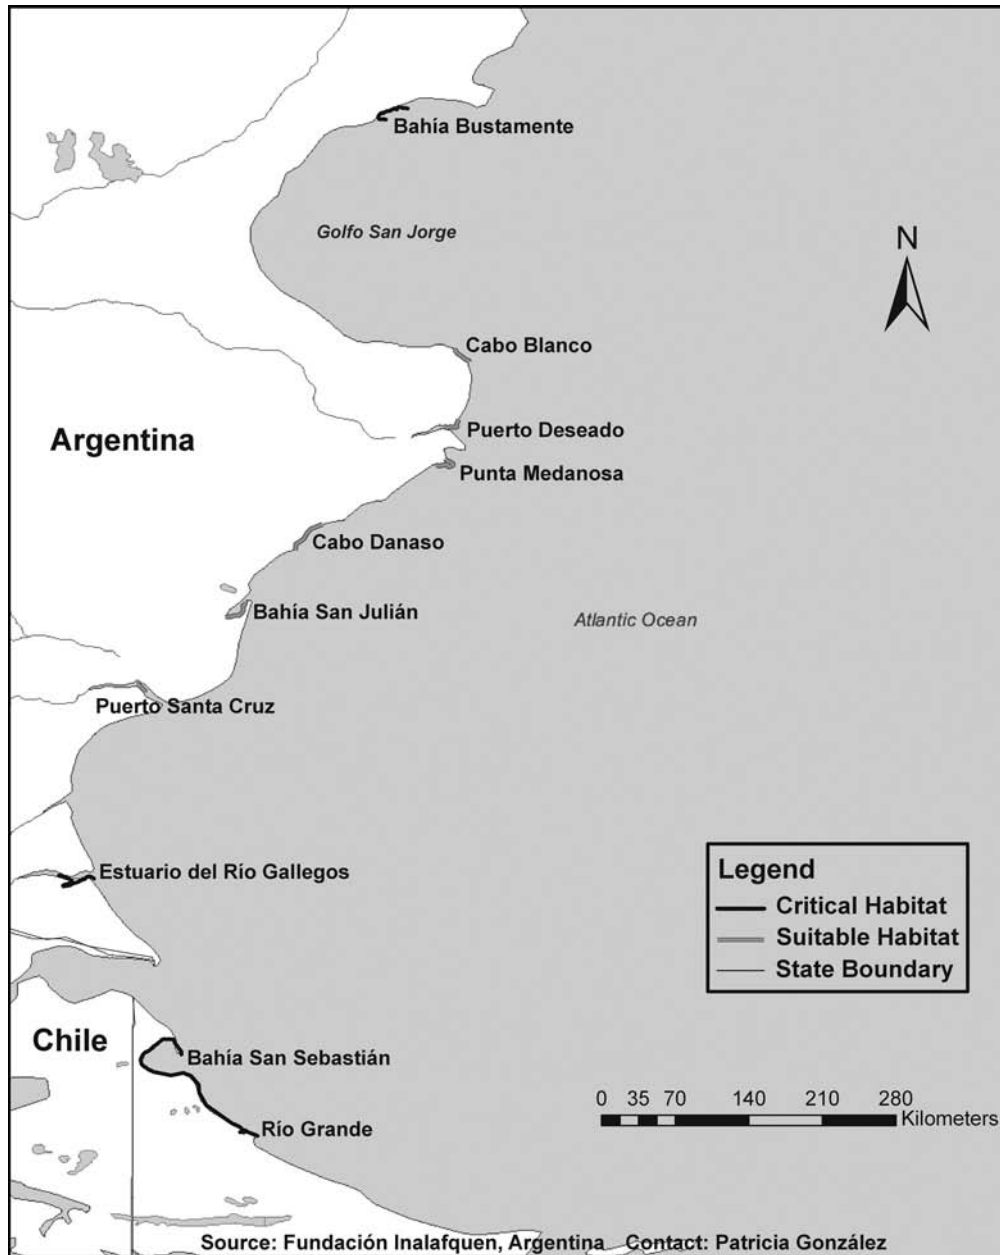 Bahía Bustamente
Golfo San Jorge
N
Cabo Blanco
Puerto Deseado
Argentina
Punta Medanosa
Cabo Danaso
Bahía San Julián
Atlantic Ocean
Puerto Santa Cruz
Estuario del Río Gallegos
Legend
Critical Habitat
Suitable Habitat
State Boundary
Chile
Bahía San Sebastián
0 35 70 140 210 280
Kilometers
Río Grande
Source: Fundación Inalafquen, Argentina Contact: Patricia González